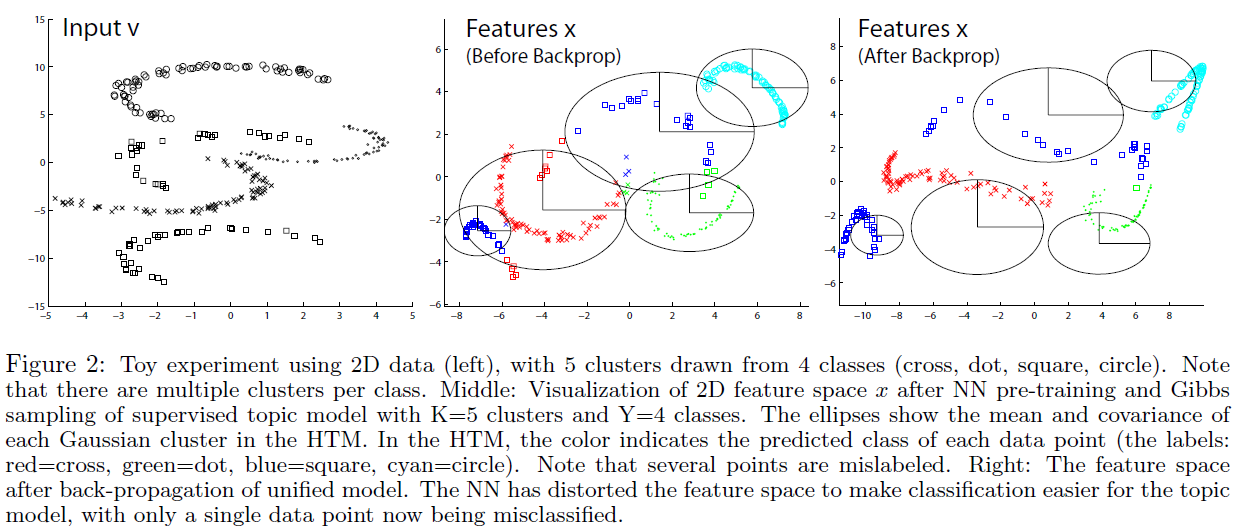 Input v
15
10
5
0
−5
−10
−15
−5 −4 −3 −2 −1 0 1 2 3 4 5
Features x
(Before Backprop)
6
4
2
0
−2
−4
−6
−8 −6 −4 −2 0 2 4 6 8
Features x
(After Backprop)
8
6
4
2
0
−2
−4
−6
−10 −8 −6 −4 −2 0 2 4 6 8
Figure 2: Toy experiment using 2D data (left), with 5 clusters drawn from 4 classes (cross, dot, square, circle). Note
that there are multiple clusters per class. Middle: Visualization of 2D feature space x after NN pre-training and Gibbs
sampling of supervised topic model with K=5 clusters and Y=4 classes. The ellipses show the mean and covariance of
each Gaussian cluster in the HTM. In the HTM, the color indicates the predicted class of each data point (the labels:
red=cross, green=dot, blue=square, cyan=circle). Note that several points are mislabeled. Right: The feature space
after back-propagation of unified model. The NN has distorted the feature space to make classification easier for the topic
model, with only a single data point now being misclassified.